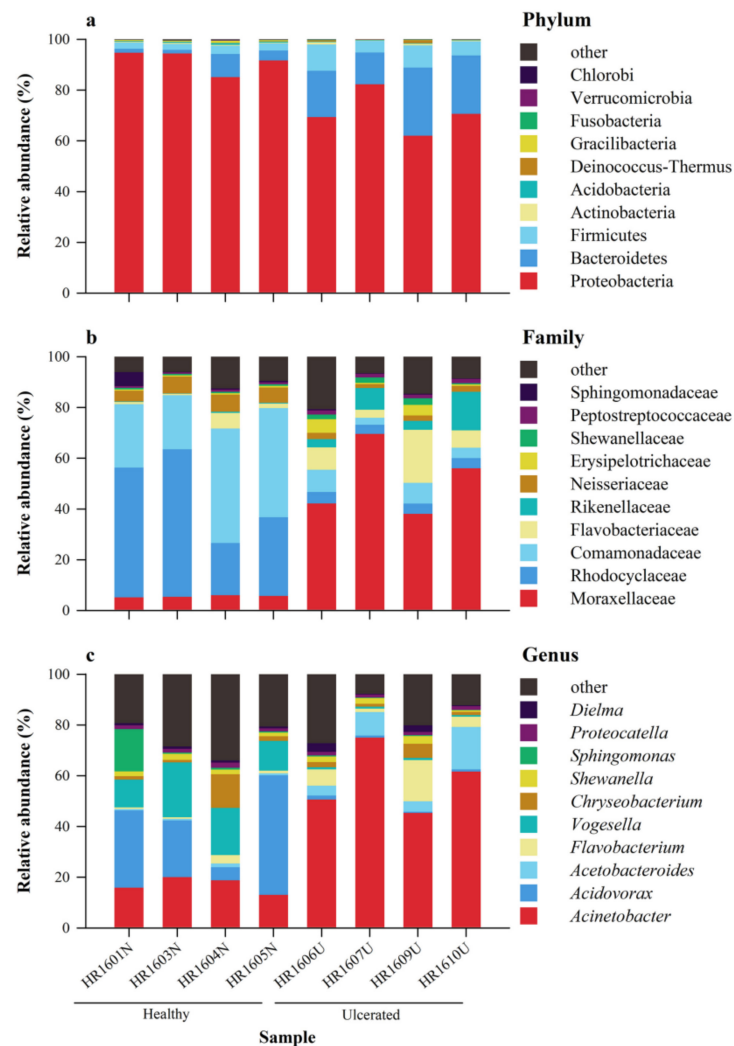 a
Phylum
Relative abundance (%)
100
80
60
40
20
0
other
Chlorobi
Verrucomicrobia
Fusobacteria
Gracilibacteria
Deinococcus-Thermus
Acidobacteria
Actinobacteria
Firmicutes
Bacteroidetes
Proteobacteria
b
Family
Relative abundance (%)
100
80
60
40
20
0
other
Sphingomonadaceae
Peptostreptococcaceae
Shewanellaceae
Erysipelotrichaceae
Neisseriaceae
Rikenellaceae
Flavobacteriaceae
Comamonadaceae
Rhodocyclaceae
Moraxellaceae
c
Genus
Relative abundance (%)
100
80
60
40
20
0
other
Dielma
Proteocatella
Sphingomonas
Shewanella
Chryseobacterium
Vogesella
Flavobacterium
Acetobacteroides
Acidovorax
Acinetobacter
HR1601N
HR1603N
HR1604N
HR1605N
HR1606U
HR1607U
HR1609U
HR1610U
Healthy
Ulcerated
Sample